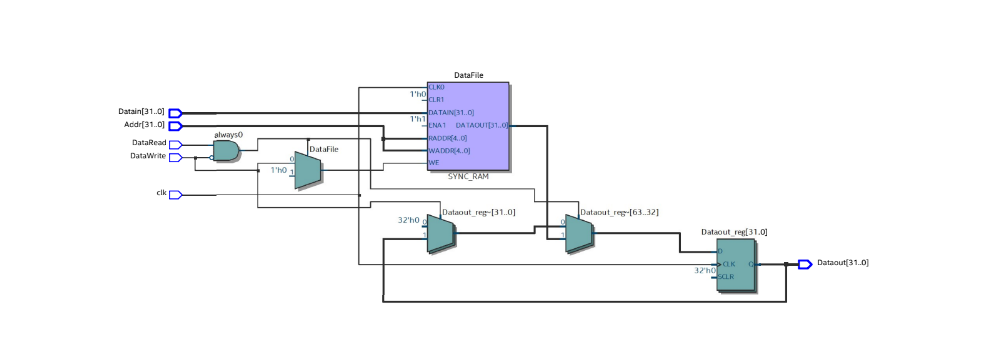 DataFile
CLK0
1'h0
CLR1
Datain[31..0]
DATAIN[31..0]
1'h1
Addr[31..0]
ENA1
DATAOUT[31..0]
RADDR[4..0]
WADDR[4..0]
WE
SYNC_RAM
always0
DataRead
DataWrite
DataFile
0
1'h0
1
clk
Dataout_reg~[31..0]
32'h0
0
1
Dataout_reg~[63..32]
0
1
Dataout_reg[31.0]
D
CLK
Q
32'h0
SCLR
Dataout[31..0]